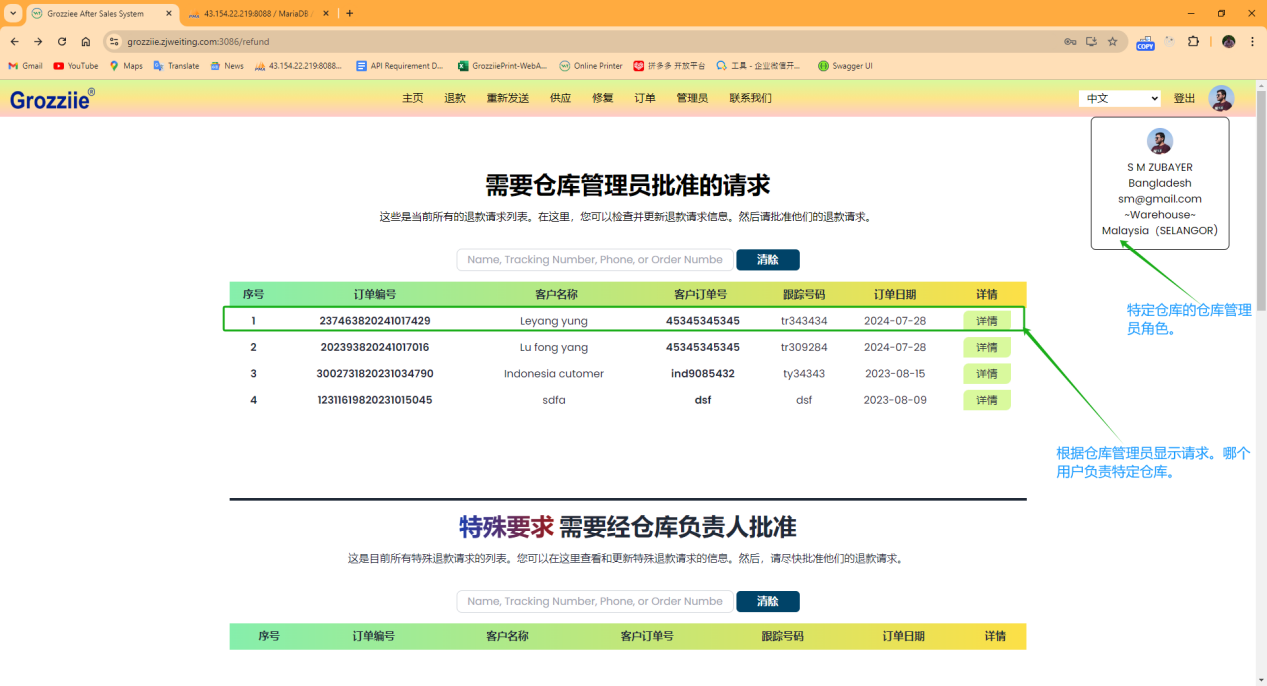 Grozziee After Sales System
43.154.22.219:8088 / MariaDB /
grozziie.zjweiting.com:3086/refund
COPY
Gmail YouTube Maps Translate News 43.154.22.219:8088... API Requirement D... GrozziiePrint-WebA... Online Printer 拼多多 开放平台 工具 - 企业微信开... Swagger UI
Grozziie®
主页 退款 重新发送 供应 修复 订单 管理员 联系我们
中文 登出
S M ZUBAYER
Bangladesh
sm@gmail.com
~Warehouse~
Malaysia（SELANGOR）
特定仓库的仓库管理
员角色。
需要仓库管理员批准的请求
这些是当前所有的退款请求列表。在这里，您可以检查并更新退款请求信息。然后请批准他们的退款请求。
Name, Tracking Number, Phone, or Order Numbe 清除
序号 订单编号 客户名称 客户订单号 跟踪号码 订单日期 详情
1 237463820241017429 Leyang yung 45345345345 tr343434 2024-07-28 详情
2 202393820241017016 Lu fong yang 45345345345 tr309284 2024-07-28 详情
3 3002731820231034790 Indonesia cutomer ind9085432 ty34343 2023-08-15 详情
4 12311619820231015045 sdfa dsf dsf 2023-08-09 详情
根据仓库管理员显示请求。哪个
用户负责特定仓库。
特殊要求 需要经仓库负责人批准
这是目前所有特殊退款请求的列表。您可以在这里查看和更新特殊退款请求的信息。然后，请尽快批准他们的退款请求。
Name, Tracking Number, Phone, or Order Numbe 清除
序号 订单编号 客户名称 客户订单号 跟踪号码 订单日期 详情